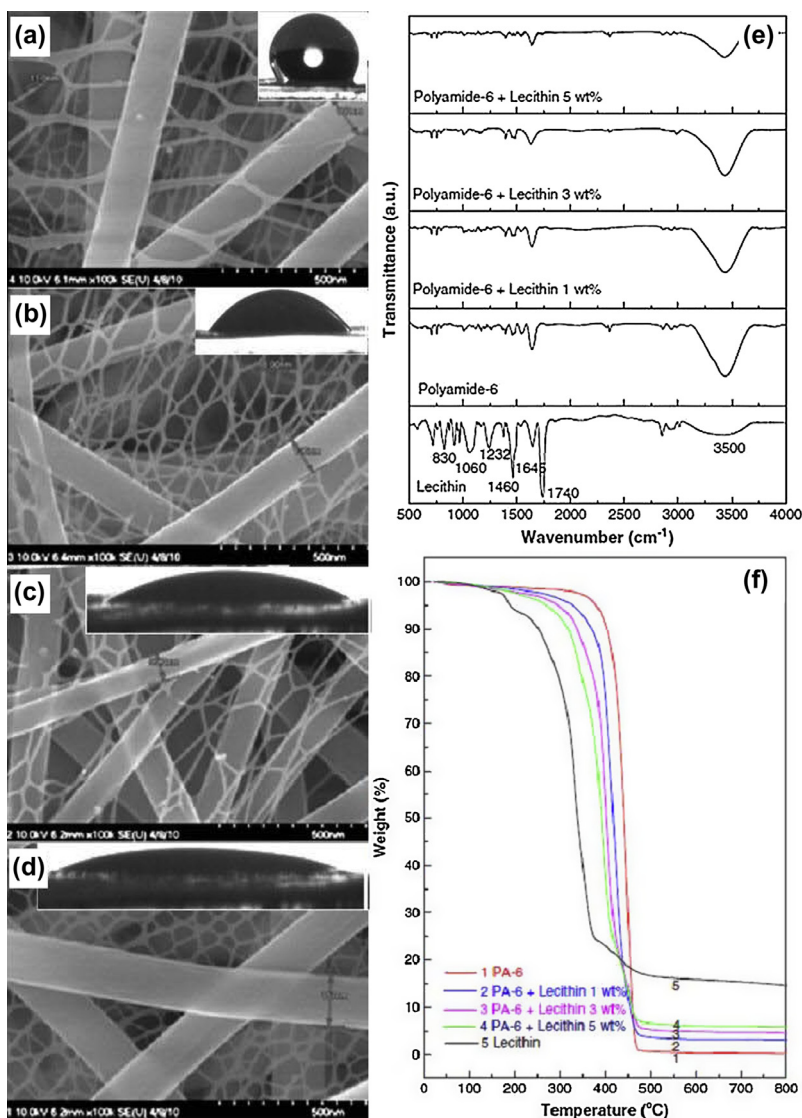 (a)
4 10.0kV 6.1mm x100k SE(U) 4/8/10
500nm
(b)
3 10.0kV 6.4mm x100k SE(U) 4/8/10
500nm
(c)
2 10.0kV 6.2mm x100k SE(U) 4/8/10
500nm
(d)
1 10.0kV 6.2mm x100k SE(U) 4/8/10
500nm
(e)
Transmittance (a.u.)
Polyamide-6 + Lecithin 5 wt%
Polyamide-6 + Lecithin 3 wt%
Polyamide-6 + Lecithin 1 wt%
Polyamide-6
830
1060
1232
1460
1645
1740
3500
Lecithin
500 1000 1500 2000 2500 3000 3500 4000
Wavenumber (cm⁻¹)
(f)
Weight (%)
100
90
80
70
60
50
40
30
20
10
0
1 PA-6
2 PA-6 + Lecithin 1 wt%
3 PA-6 + Lecithin 3 wt%
4 PA-6 + Lecithin 5 wt%
5 Lecithin
5
4
3
2
1
0 100 200 300 400 500 600 700 800
Temperature (°C)